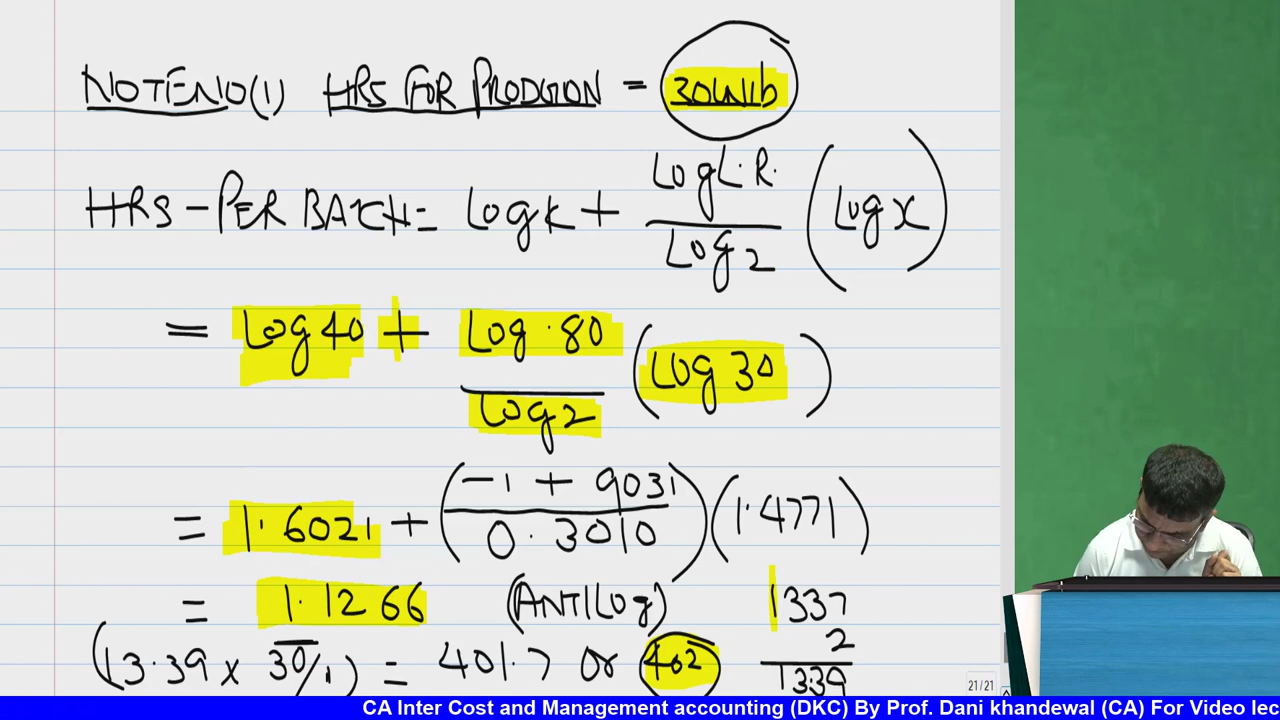 NOTENO(1) HRS FOR PRODUCTION = 30 Units
HRS-PER BATCH = Log K + Log L.R. / Log 2 (Log x)
= Log 40 + Log .80 / Log 2 (Log 30)
= 1.6021 + (-1 + 9031 / 0.3010) (1.4771)
= 1.1266 (ANTILOG) 1337
2
(13.39 x 30/1) = 401.7 or 402 1339
21/21
CA Inter Cost and Management accounting (DKC) By Prof. Dani khandewal (CA) For Video lec